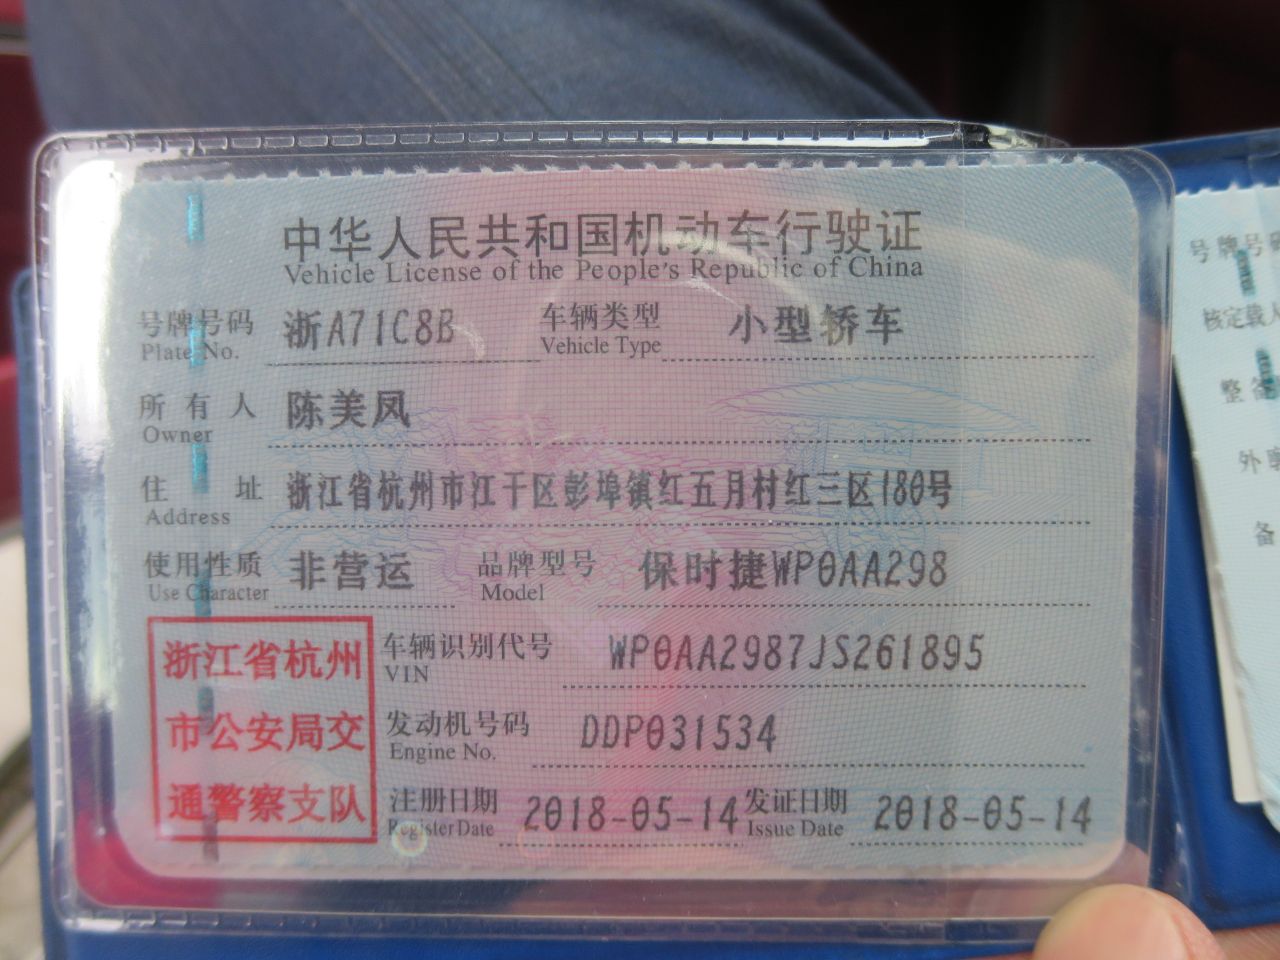 中华人民共和国机动车行驶证
Vehicle License of the People's Republic of China
号牌号码 浙A71C8B 车辆类型 小型轿车
Plate No. Vehicle Type
所有人 陈美凤
Owner
住址 浙江省杭州市江干区彭埠镇红五月村红三区180号
Address
使用性质 非营运 品牌型号 保时捷WP0AA298
Use Character Model
浙江省杭州
市公安局交
通警察支队
车辆识别代号 WP0AA2987JS261895
VIN
发动机号码 DDP031534
Engine No.
注册日期 2018-05-14 发证日期 2018-05-14
Register Date Issue Date
号牌号码
核定载人
整备
外
备